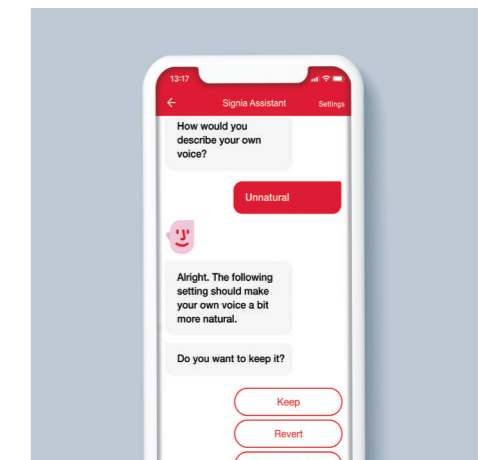 13:17
Signia Assistant
Settings
How would you
describe your own
voice?
Unnatural
Alright. The following
setting should make
your own voice a bit
more natural.
Do you want to keep it?
Keep
Revert